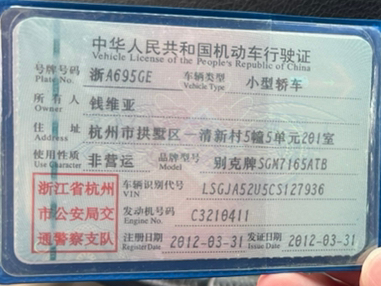 中华人民共和国机动车行驶证
Vehicle License of the People's Republic of China
号牌号码 浙A695GE 车辆类型 小型轿车
Plate No. Vehicle Type
所有人 钱维亚
Owner
住址 杭州市拱墅区一清新村5幢5单元201室
Address
使用性质 非营运 品牌型号 别克牌SGM7165ATB
Use Character Model
浙江省杭州市公安局交通警察支队
车辆识别代号 LSGJA52U5CS127936
VIN
发动机号码 C3210411
Engine No.
注册日期 2012-03-31 发证日期 2012-03-31
Register Date Issue Date